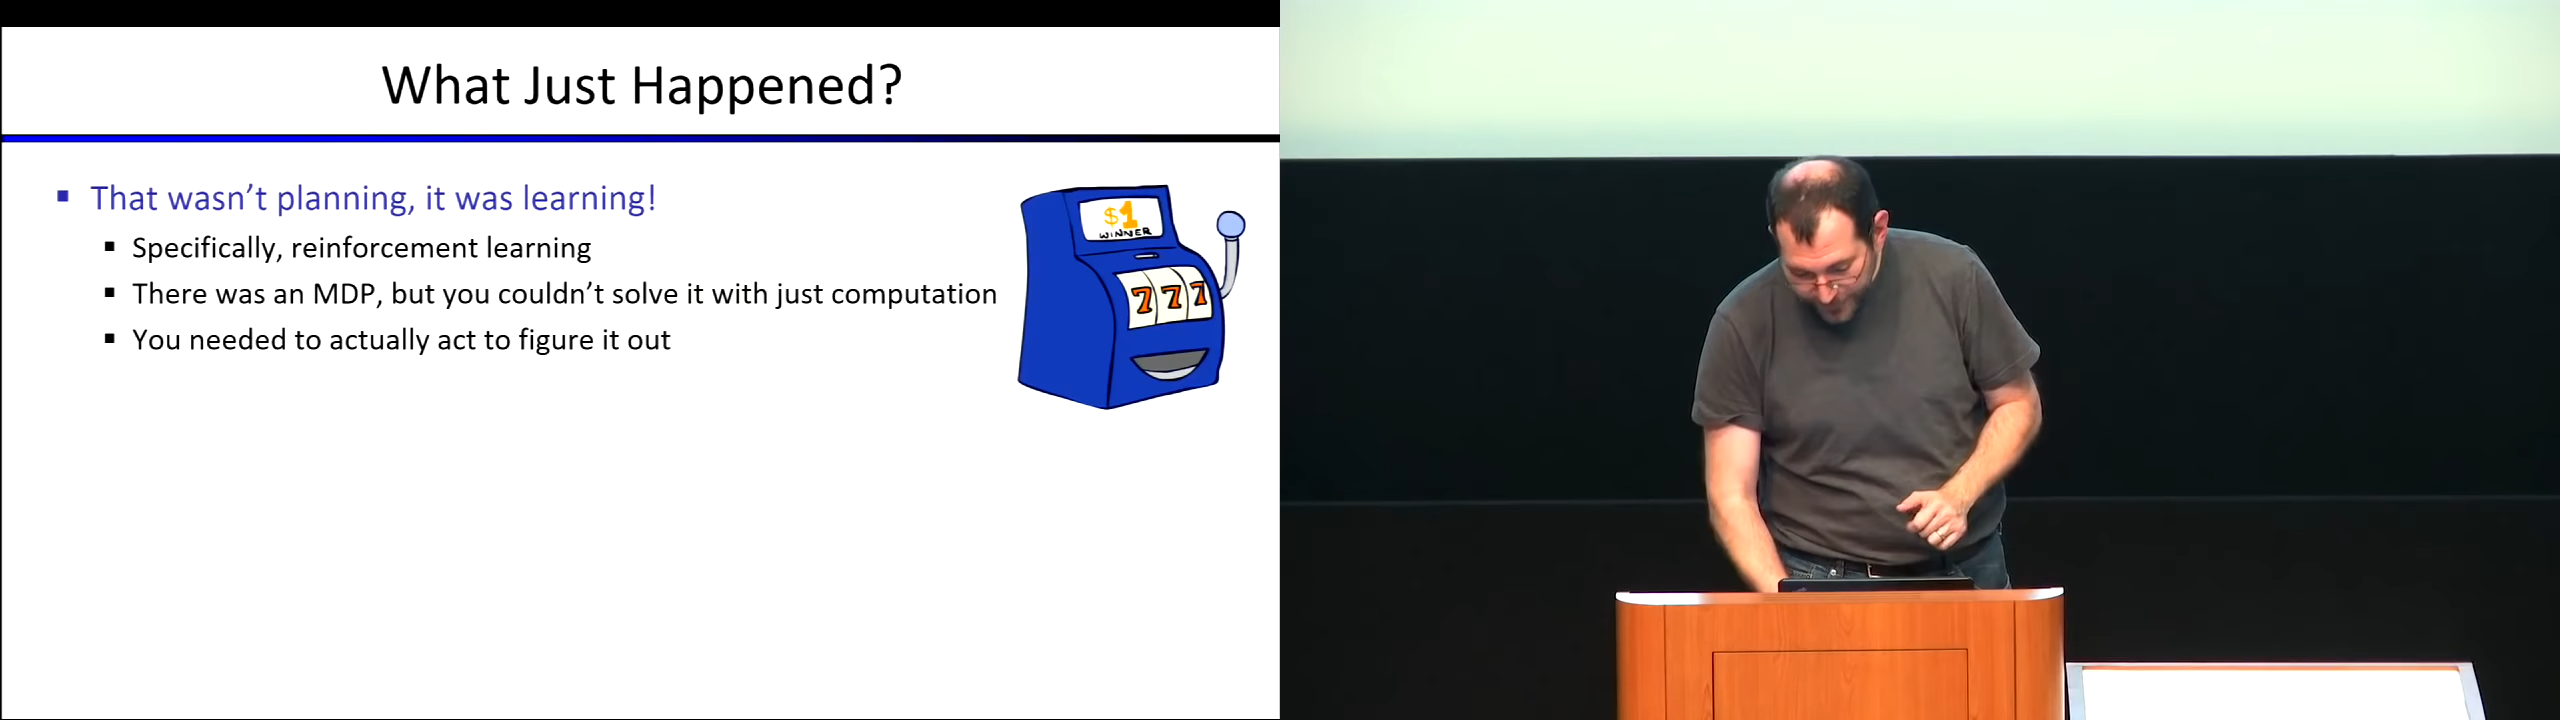 What Just Happened?
▪ That wasn't planning, it was learning!
▪ Specifically, reinforcement learning
▪ There was an MDP, but you couldn't solve it with just computation
▪ You needed to actually act to figure it out
$1
WINNER
777